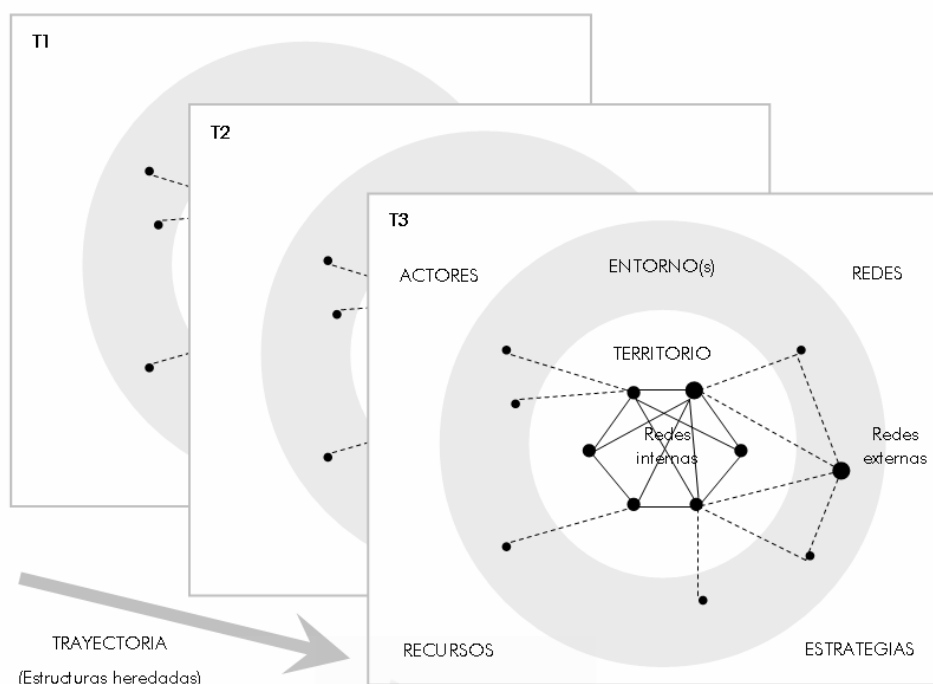 T1
T2
T3
ACTORES
ENTORNO(s)
REDES
TERRITORIO
Redes
internas
Redes
externas
TRAYECTORIA
(Estructuras heredadas)
RECURSOS
ESTRATEGIAS